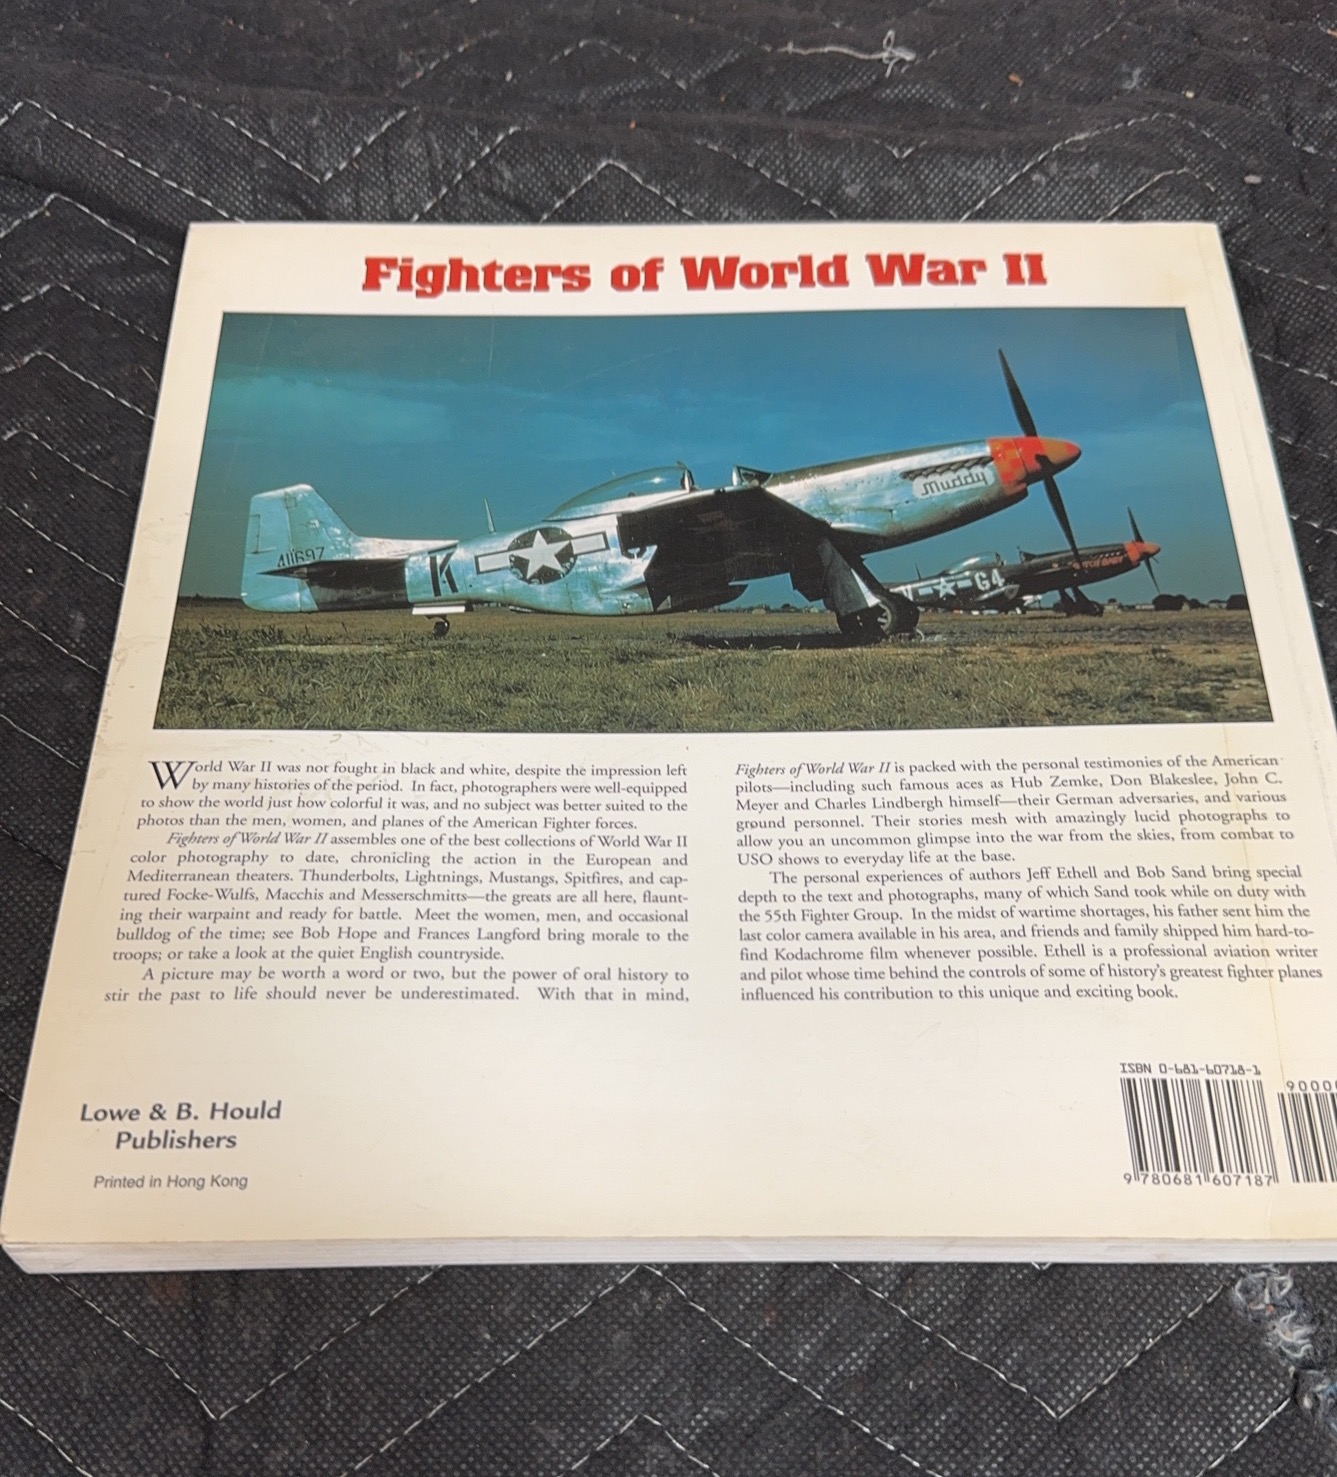 Fighters of World War II
Muddy
411697
K
G4
World War II was not fought in black and white, despite the impression left
by many histories of the period. In fact, photographers were well-equipped
to show the world just how colorful it was, and no subject was better suited to the
photos than the men, women, and planes of the American Fighter forces.
Fighters of World War II assembles one of the best collections of World War II
color photography to date, chronicling the action in the European and
Mediterranean theaters. Thunderbolts, Lightnings, Mustangs, Spitfires, and cap-
tured Focke-Wulfs, Macchis and Messerschmitts—the greats are all here, flaunt-
ing their warpaint and ready for battle. Meet the women, men, and occasional
bulldog of the time; see Bob Hope and Frances Langford bring morale to the
troops; or take a look at the quiet English countryside.
A picture may be worth a word or two, but the power of oral history to
stir the past to life should never be underestimated. With that in mind,
Fighters of World War II is packed with the personal testimonies of the American
pilots—including such famous aces as Hub Zemke, Don Blakeslee, John C.
Meyer and Charles Lindbergh himself—their German adversaries, and various
ground personnel. Their stories mesh with amazingly lucid photographs to
allow you an uncommon glimpse into the war from the skies, from combat to
USO shows to everyday life at the base.
The personal experiences of authors Jeff Ethell and Bob Sand bring special
depth to the text and photographs, many of which Sand took while on duty with
the 55th Fighter Group. In the midst of wartime shortages, his father sent him the
last color camera available in his area, and friends and family shipped him hard-to-
find Kodachrome film whenever possible. Ethell is a professional aviation writer
and pilot whose time behind the controls of some of history's greatest fighter planes
influenced his contribution to this unique and exciting book.
Lowe & B. Hould
Publishers
Printed in Hong Kong
ISBN 0-681-60718-1
9000
9 780681 607187